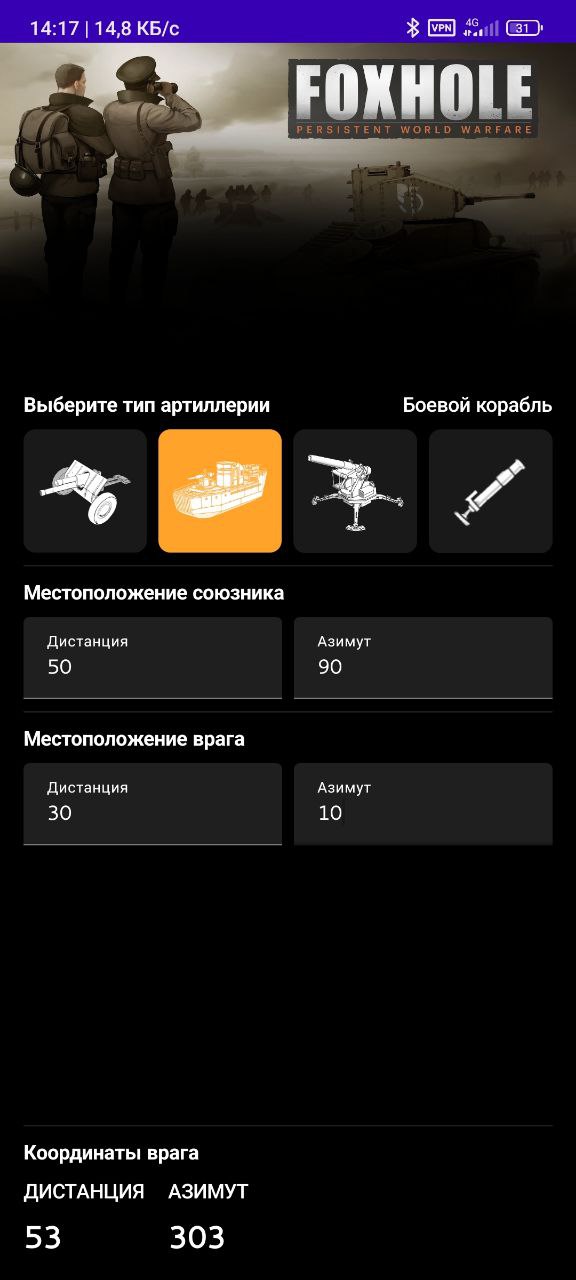 14:17 | 14,8 КБ/с VPN 4G 31
FOXHOLE
PERSISTENT WORLD WARFARE
Выберите тип артиллерии Боевой корабль
Местоположение союзника
Дистанция Азимут
50 90
Местоположение врага
Дистанция Азимут
30 10
Координаты врага
ДИСТАНЦИЯ АЗИМУТ
53 303